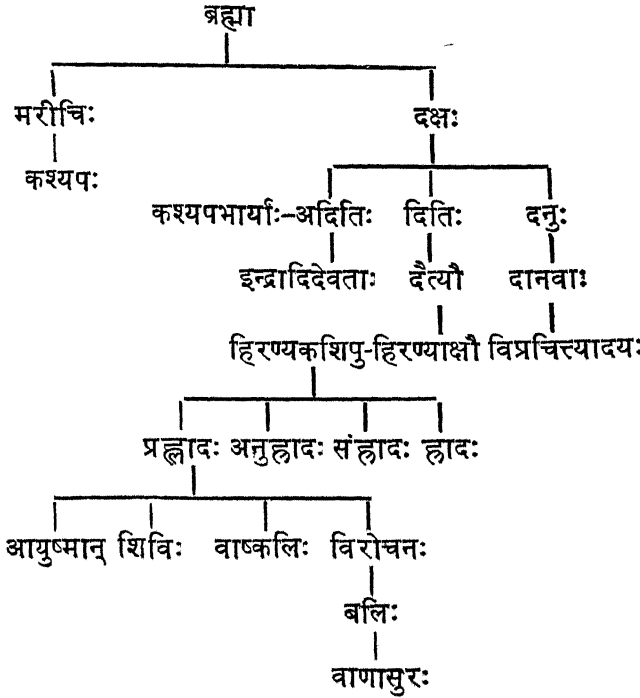 ब्रह्मा
मरीचिः दक्षः
कश्यपः
कश्यपभार्याः-अदितिः दितिः दनुः
इन्द्रादिदेवताः दैत्यौ दानवाः
हिरण्यकशिपु-हिरण्याक्षौ विप्रचित्त्यादयः
प्रह्लादः अनुह्रादः संह्रादः ह्रादः
आयुष्मान् शिविः वाष्कलिः विरोचनः
बलिः
वाणासुरः